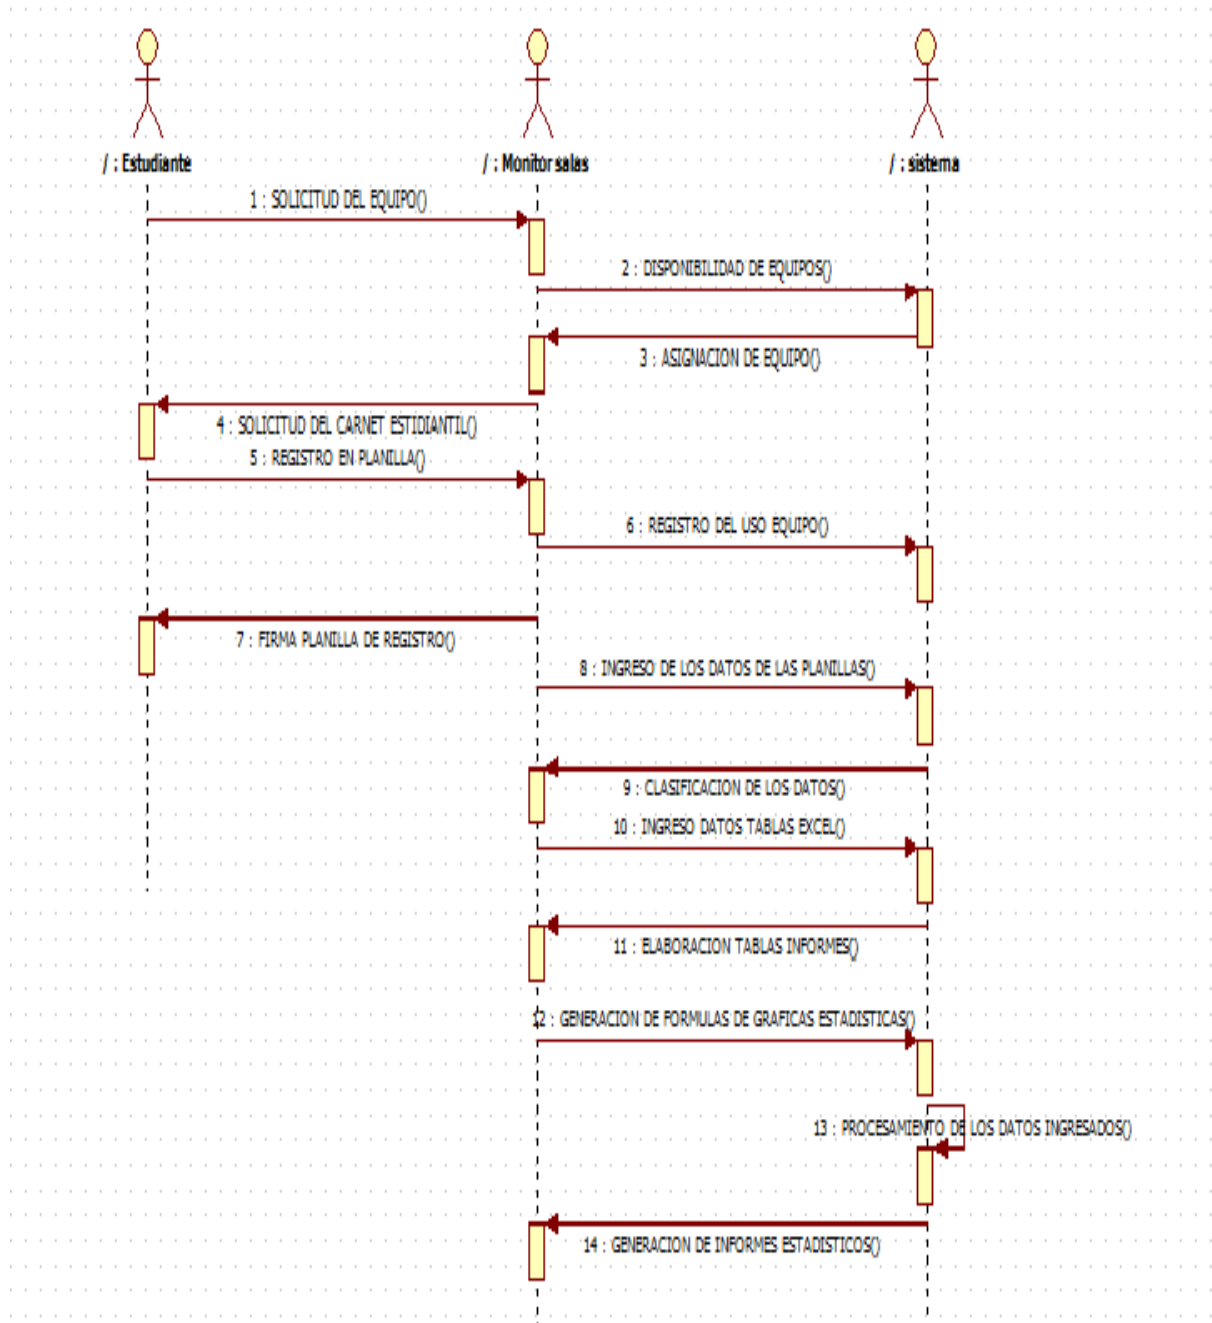 / : Estudiante
/ : Monitor salas
/ : sistema
1 : SOLICITUD DEL EQUIPO()
2 : DISPONIBILIDAD DE EQUIPOS()
3 : ASIGNACION DE EQUIPO()
4 : SOLICITUD DEL CARNET ESTIDIANTIL()
5 : REGISTRO EN PLANILLA()
6 : REGISTRO DEL USO EQUIPO()
7 : FIRMA PLANILLA DE REGISTRO()
8 : INGRESO DE LOS DATOS DE LAS PLANILLAS()
9 : CLASIFICACION DE LOS DATOS()
10 : INGRESO DATOS TABLAS EXCEL()
11 : ELABORACION TABLAS INFORMES()
12 : GENERACION DE FORMULAS DE GRAFICAS ESTADISTICAS()
13 : PROCESAMIENTO DE LOS DATOS INGRESADOS()
14 : GENERACION DE INFORMES ESTADISTICOS()